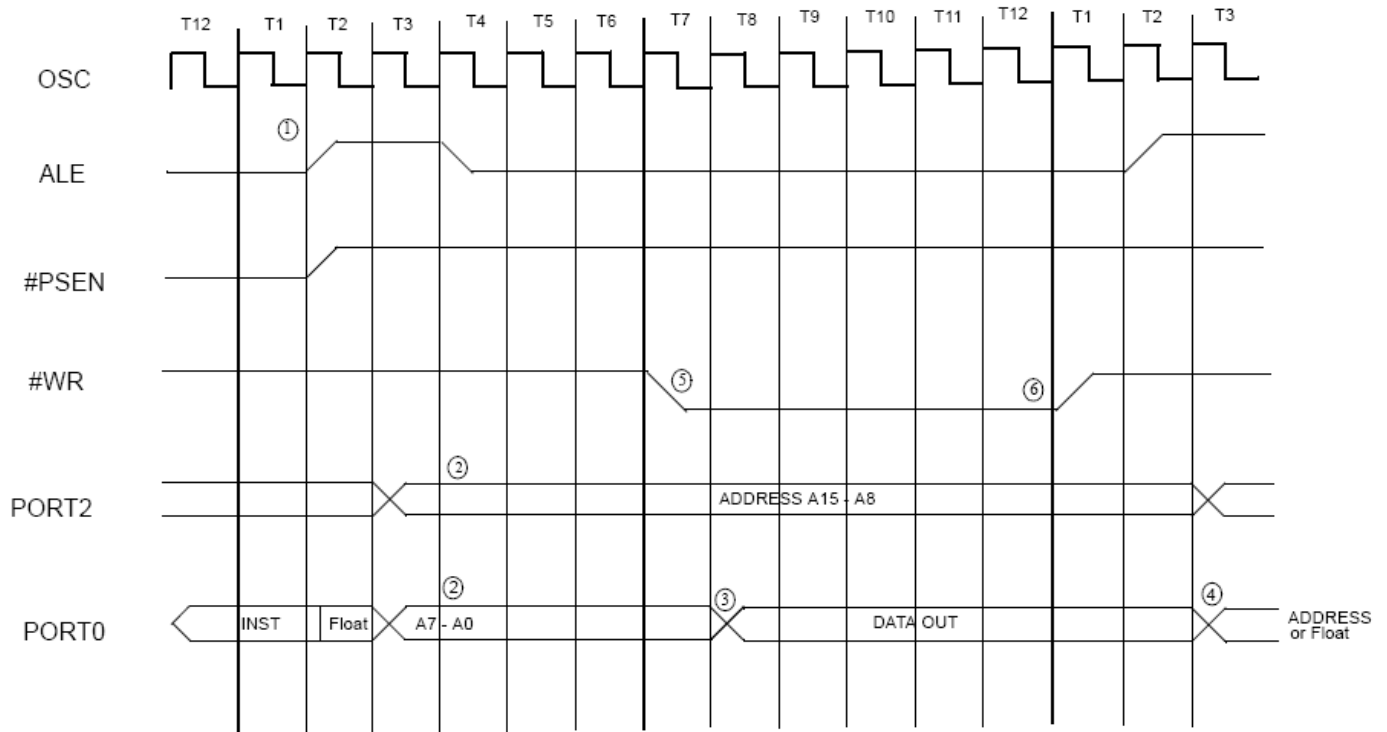 T12 T1 T2 T3 T4 T5 T6 T7 T8 T9 T10 T11 T12 T1 T2 T3
OSC
①
ALE
#PSEN
#WR
⑤
⑥
②
PORT2
ADDRESS A15 - A8
②
③
④
PORT0
INST
Float
A7 - A0
DATA OUT
ADDRESS
or Float